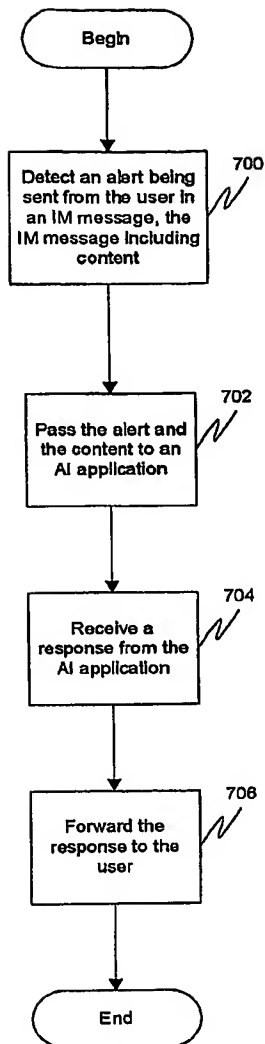 Begin
700
Detect an alert being
sent from the user in
an IM message, the
IM message including
content
702
Pass the alert and
the content to an
AI application
704
Receive a
response from the
AI application
706
Forward the
response to the
user
End